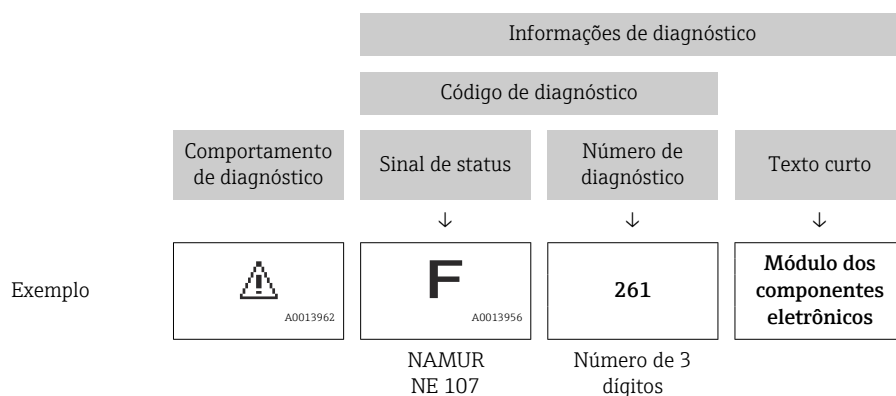 Informações de diagnóstico
Código de diagnóstico
Comportamento
de diagnóstico
Sinal de status
Número de
diagnóstico
Texto curto
Exemplo
A0013962
F
A0013956
261
Módulo dos
componentes
eletrônicos
NAMUR
NE 107
Número de 3
dígitos